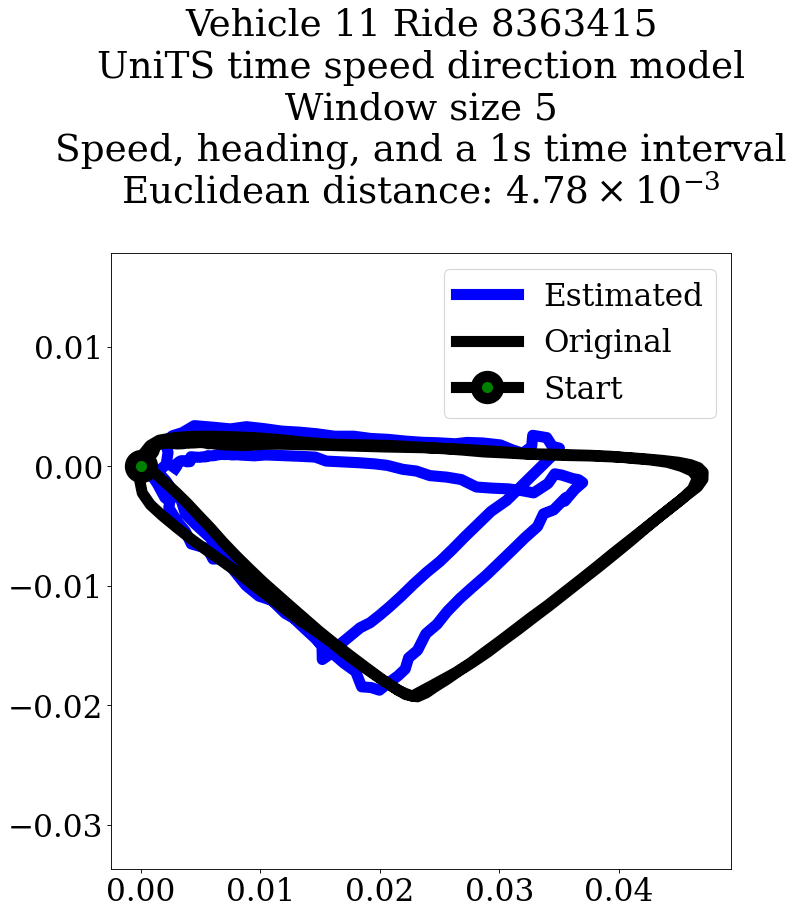 Vehicle 11 Ride 8363415
UniTS time speed direction model
Window size 5
Speed, heading, and a 1s time interval
Euclidean distance: 4.78 × 10⁻³
Estimated
Original
Start
0.01
0.00
−0.01
−0.02
−0.03
0.00 0.01 0.02 0.03 0.04